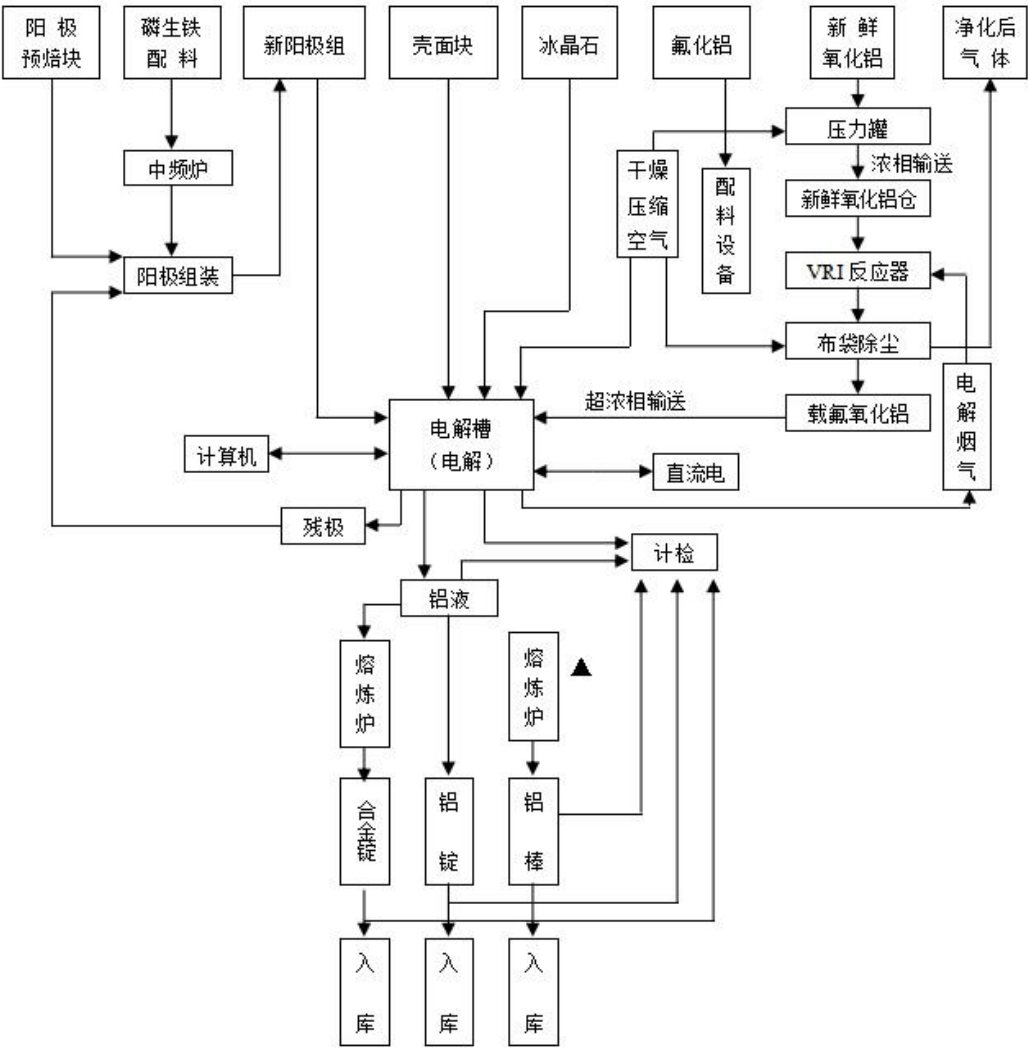 阳 极
预焙块
磷生铁
配 料
新阳极组
壳面块
冰晶石
氟化铝
新 鲜
氧化铝
净化后
气 体
压力罐
浓相输送
中频炉
干燥
压缩
空气
配
料
设
备
新鲜氧化铝仓
阳极组装
VRI 反应器
布袋除尘
电
解
烟
气
超浓相输送
载氟氧化铝
电解槽
（电解）
计算机
直流电
残极
计检
铝液
熔
炼
炉
熔
炼
炉
合
金
锭
铝
锭
铝
棒
入
库
入
库
入
库